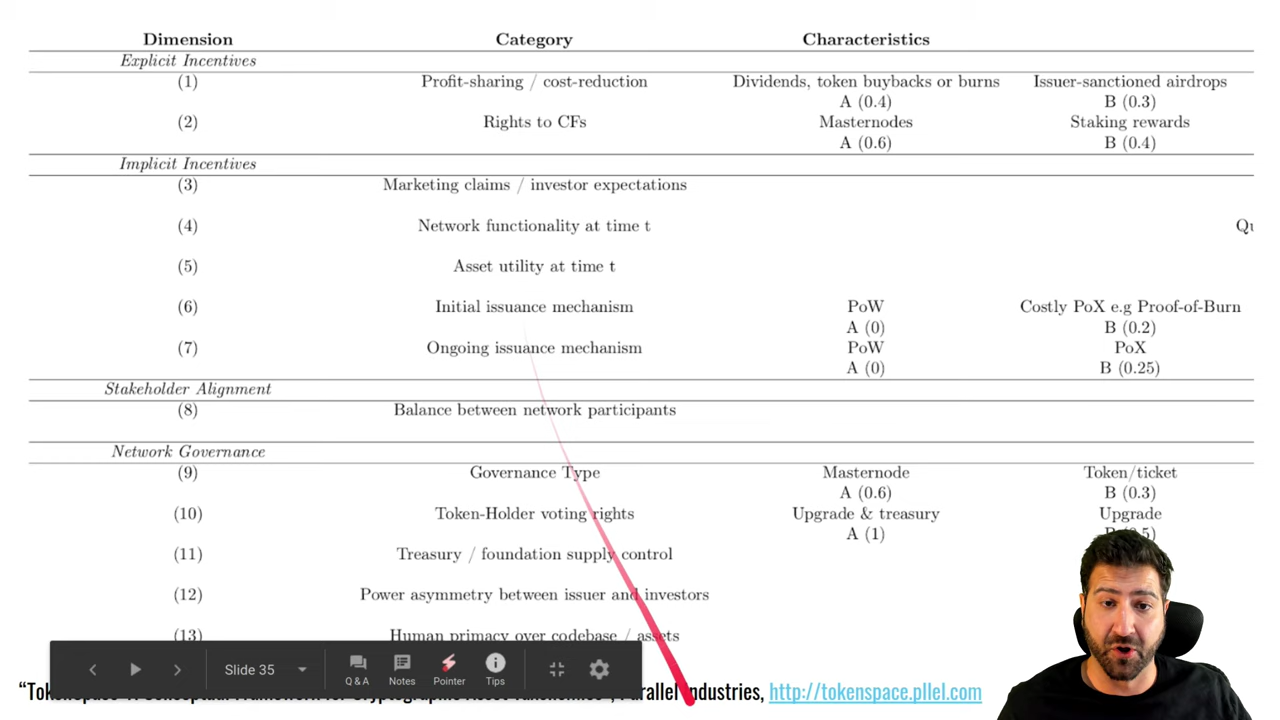 Dimension Category Characteristics
Explicit Incentives
(1) Profit-sharing / cost-reduction Dividends, token buybacks or burns Issuer-sanctioned airdrops
A (0.4) B (0.3)
(2) Rights to CFs Masternodes Staking rewards
A (0.6) B (0.4)
Implicit Incentives
(3) Marketing claims / investor expectations
(4) Network functionality at time t Qu
(5) Asset utility at time t
(6) Initial issuance mechanism PoW Costly PoX e.g Proof-of-Burn
A (0) B (0.2)
(7) Ongoing issuance mechanism PoW PoX
A (0) B (0.25)
Stakeholder Alignment
(8) Balance between network participants
Network Governance
(9) Governance Type Masternode Token/ticket
A (0.6) B (0.3)
(10) Token-Holder voting rights Upgrade & treasury Upgrade
A (1)
(11) Treasury / foundation supply control
(12) Power asymmetry between issuer and investors
(13) Human primacy over codebase / assets
Slide 35 Q & A Notes Pointer Tips
Industries, http://tokenspace.pllel.com